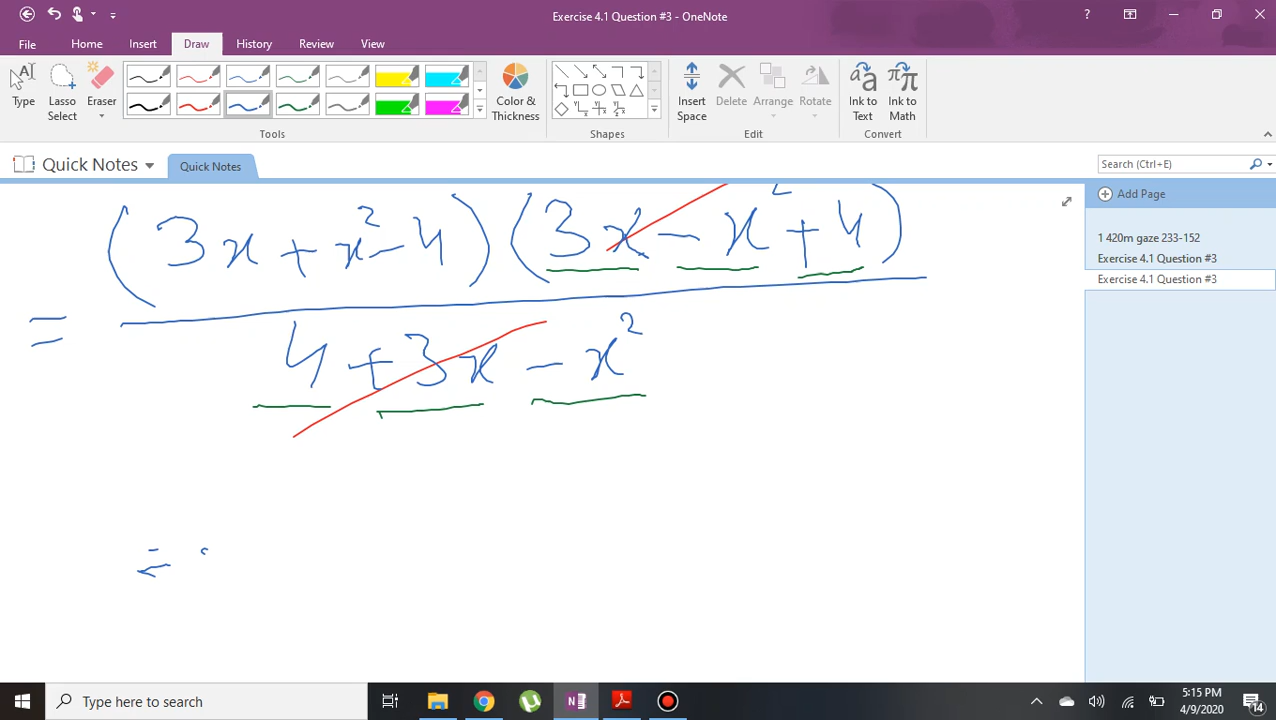 Exercise 4.1 Question #3 - OneNote
File Home Insert Draw History Review View
Type
Lasso Select
Eraser
Color & Thickness
Insert Space
Delete
Arrange
Rotate
Ink to Text
Ink to Math
Tools
Shapes
Edit
Convert
Quick Notes
Quick Notes
Search (Ctrl+E)
Add Page
1 420m gaze 233-152
Exercise 4.1 Question #3
Exercise 4.1 Question #3
(3x + x² - 4) (3x - x² + 4)
=
4 + 3x - x²
=
Type here to search
5:15 PM
4/9/2020
14